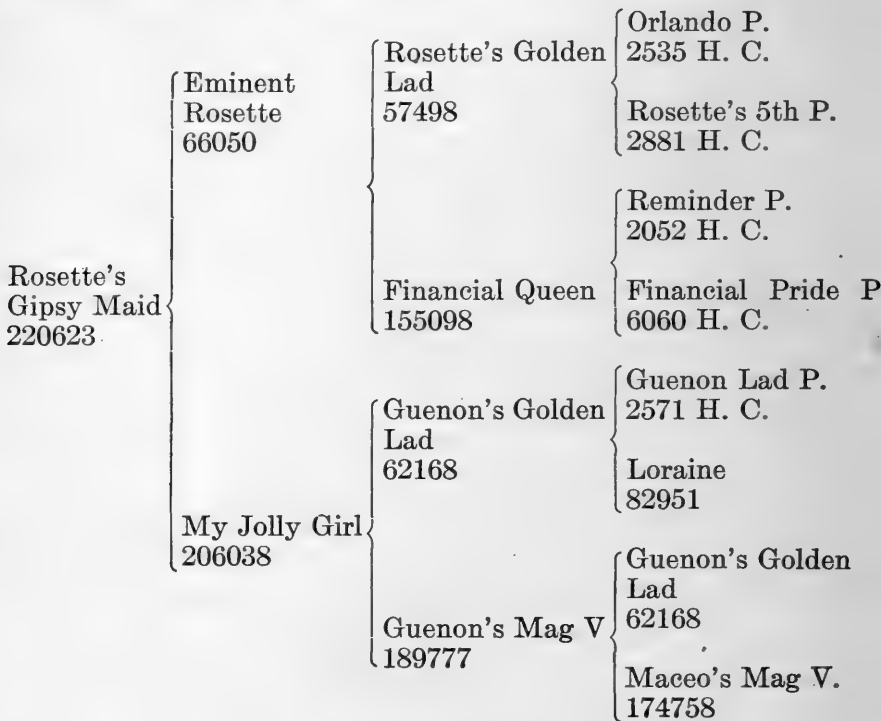 Rosette's
Gipsy Maid
220623
Eminent
Rosette
66050
My Jolly Girl
206038
Rosette's Golden
Lad
57498
Financial Queen
155098
Guenon's Golden
Lad
62168
Guenon's Mag V
189777
Orlando P.
2535 H. C.
Rosette's 5th P.
2881 H. C.
Reminder P.
2052 H. C.
Financial Pride P
6060 H. C.
Guenon Lad P.
2571 H. C.
Loraine
82951
Guenon's Golden
Lad
62168
Maceo's Mag V.
174758